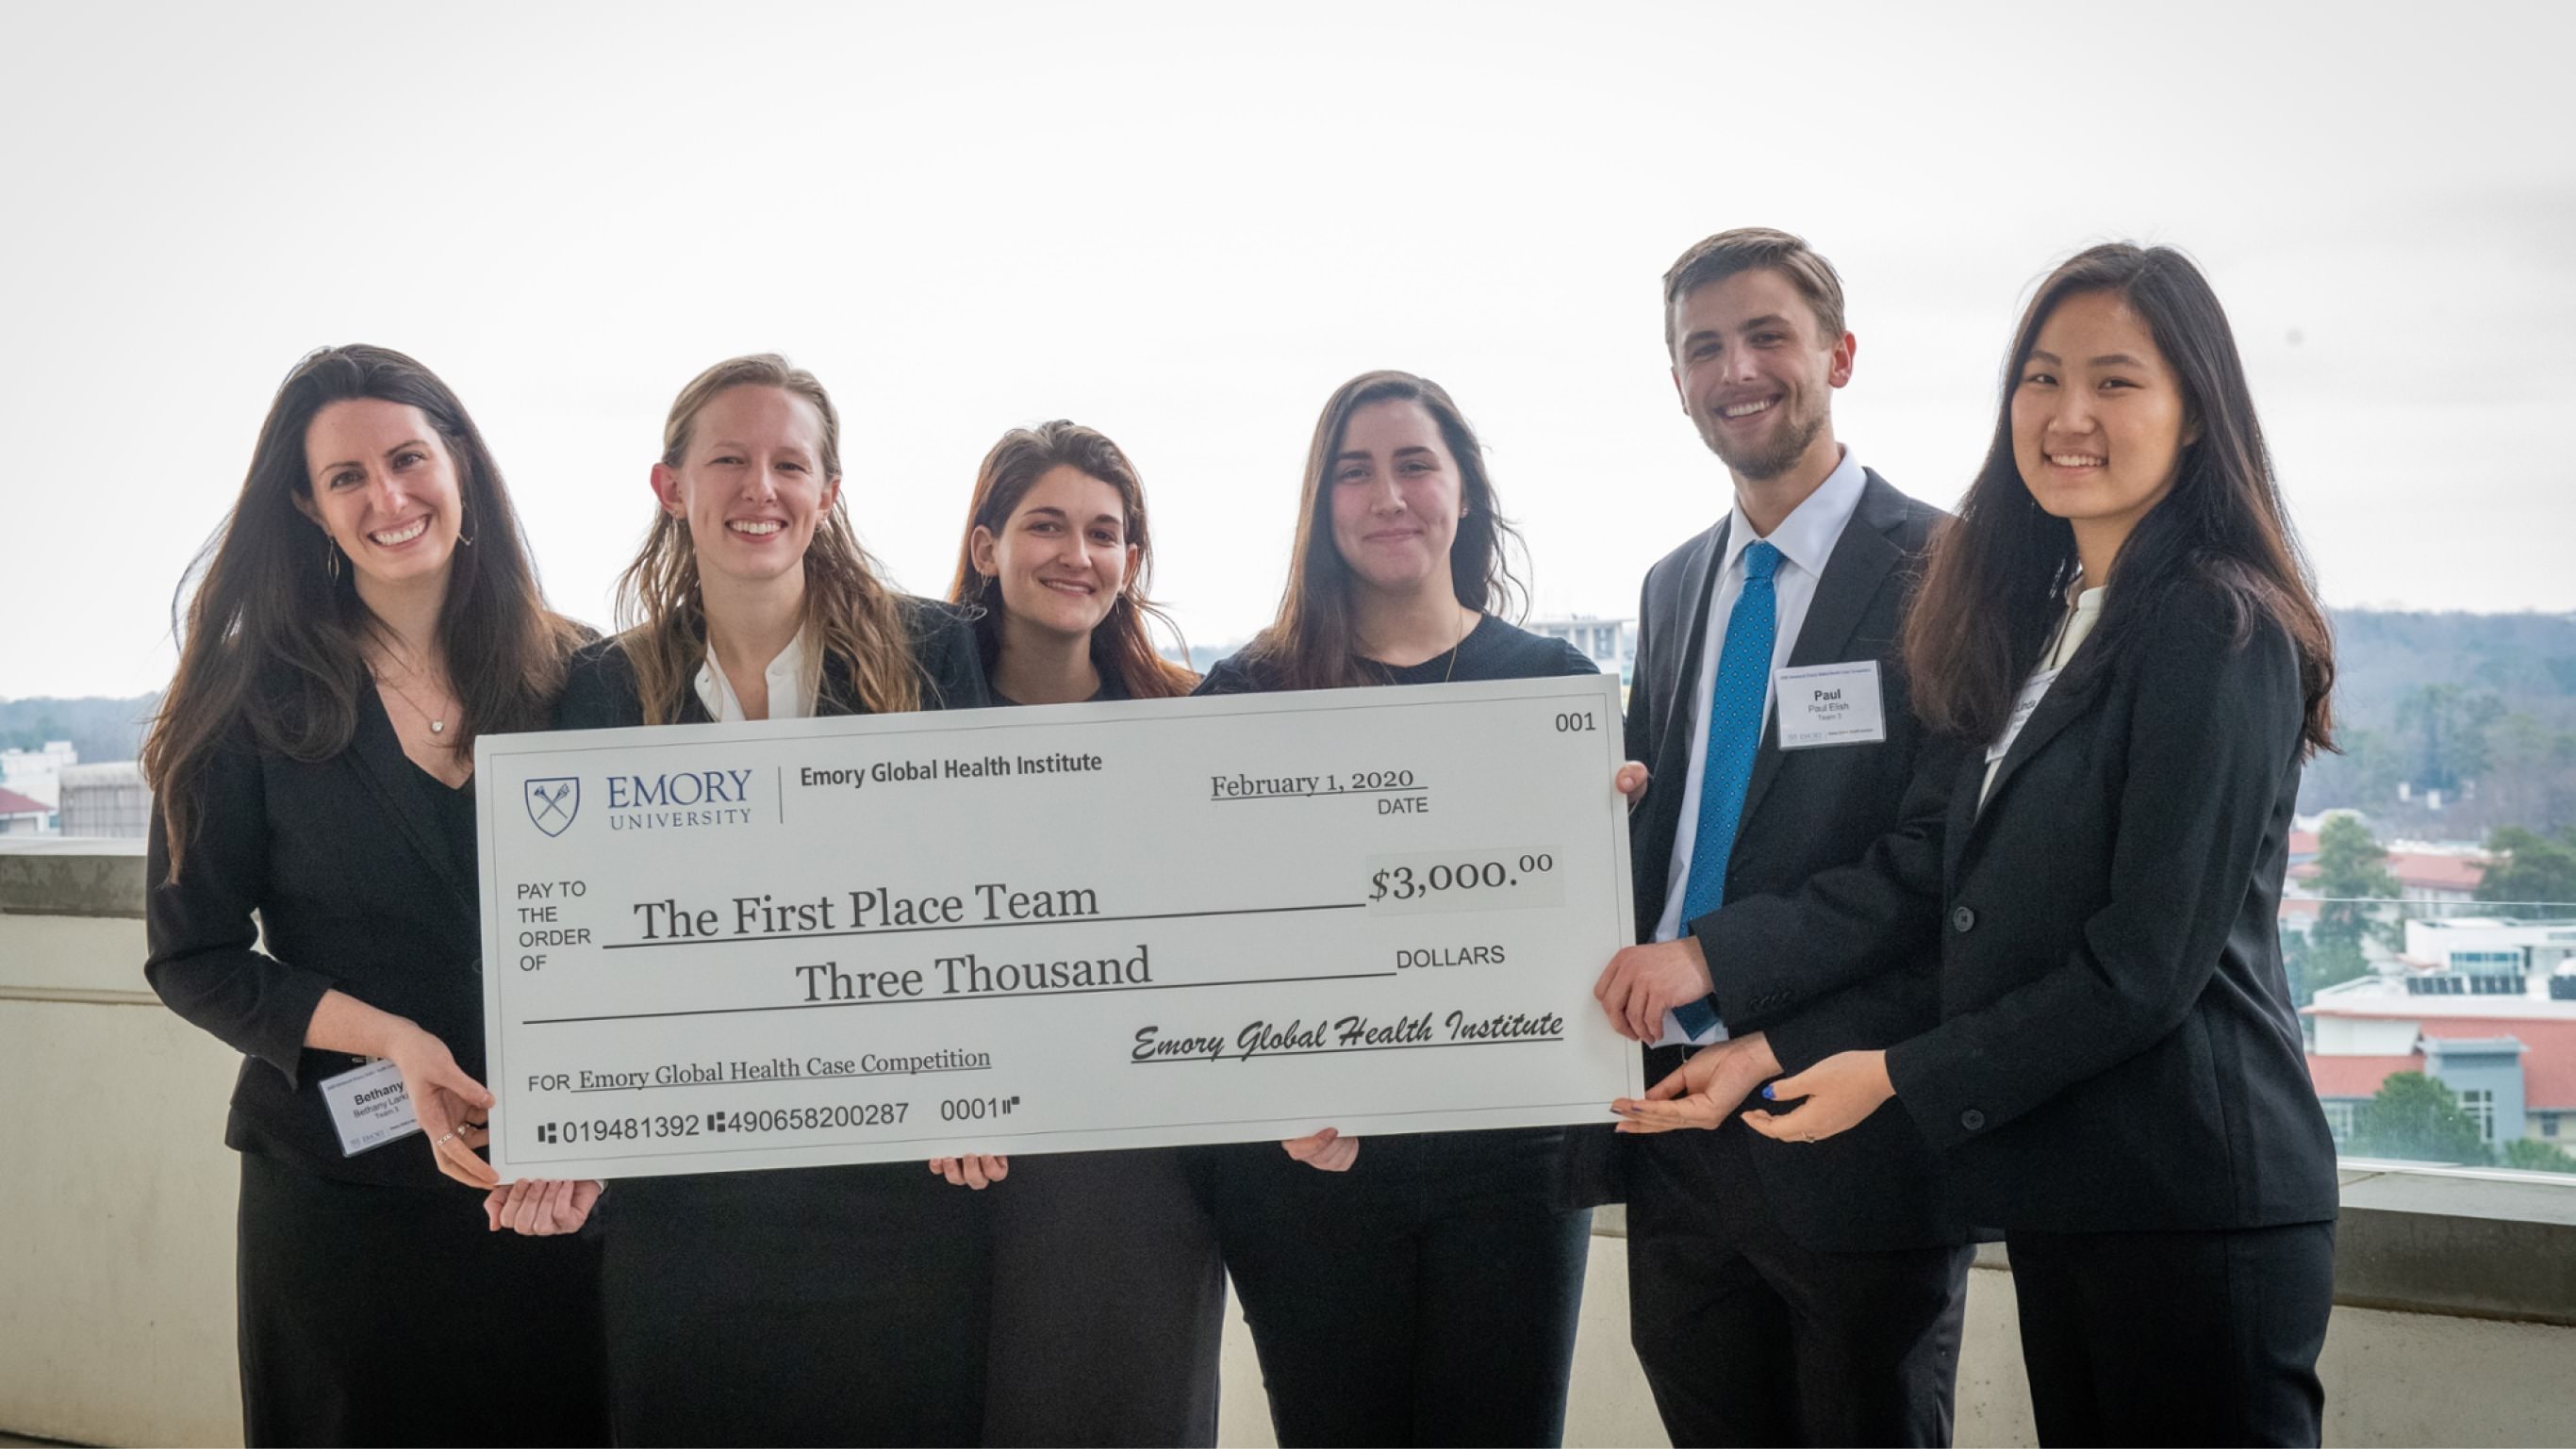 EMORY
UNIVERSITY
Emory Global Health Institute
001
February 1, 2020
DATE
PAY TO
THE
ORDER
OF
The First Place Team
$3,000.00
Three Thousand
DOLLARS
FOR Emory Global Health Case Competition
Emory Global Health Institute
019481392 490658200287 0001
Paul
Paul Elish
Team 3
Bethany
Bethany
Team 3